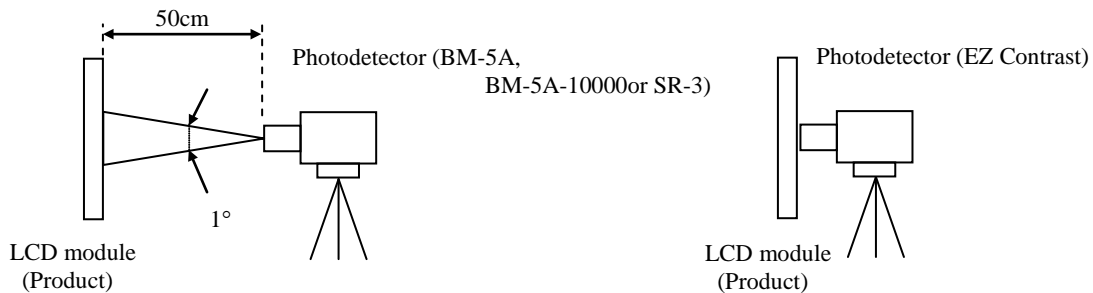 50cm
Photodetector (BM-5A,
BM-5A-10000or SR-3)
1°
LCD module
(Product)
Photodetector (EZ Contrast)
LCD module
(Product)